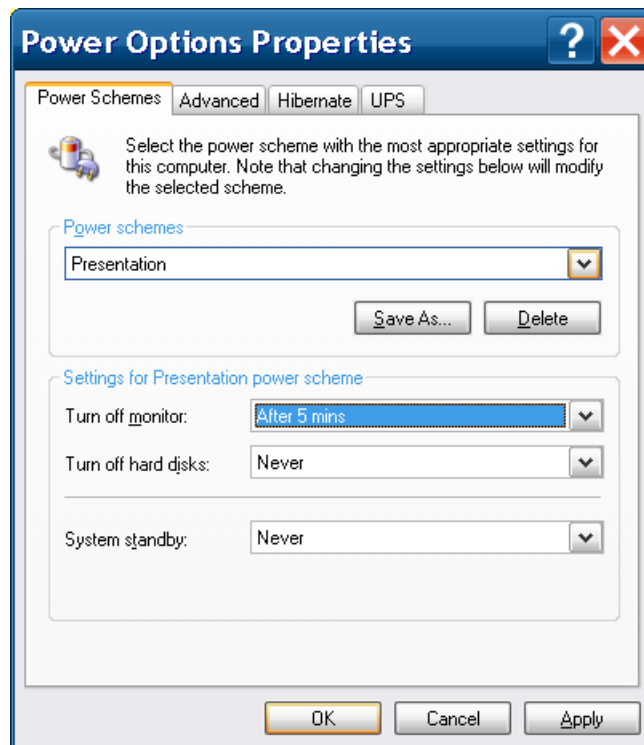 Power Options Properties
Power Schemes Advanced Hibernate UPS
Select the power scheme with the most appropriate settings for
this computer. Note that changing the settings below will modify
the selected scheme.
Power schemes
Presentation
Save As... Delete
Settings for Presentation power scheme
Turn off monitor: After 5 mins
Turn off hard disks: Never
System standby: Never
OK Cancel Apply